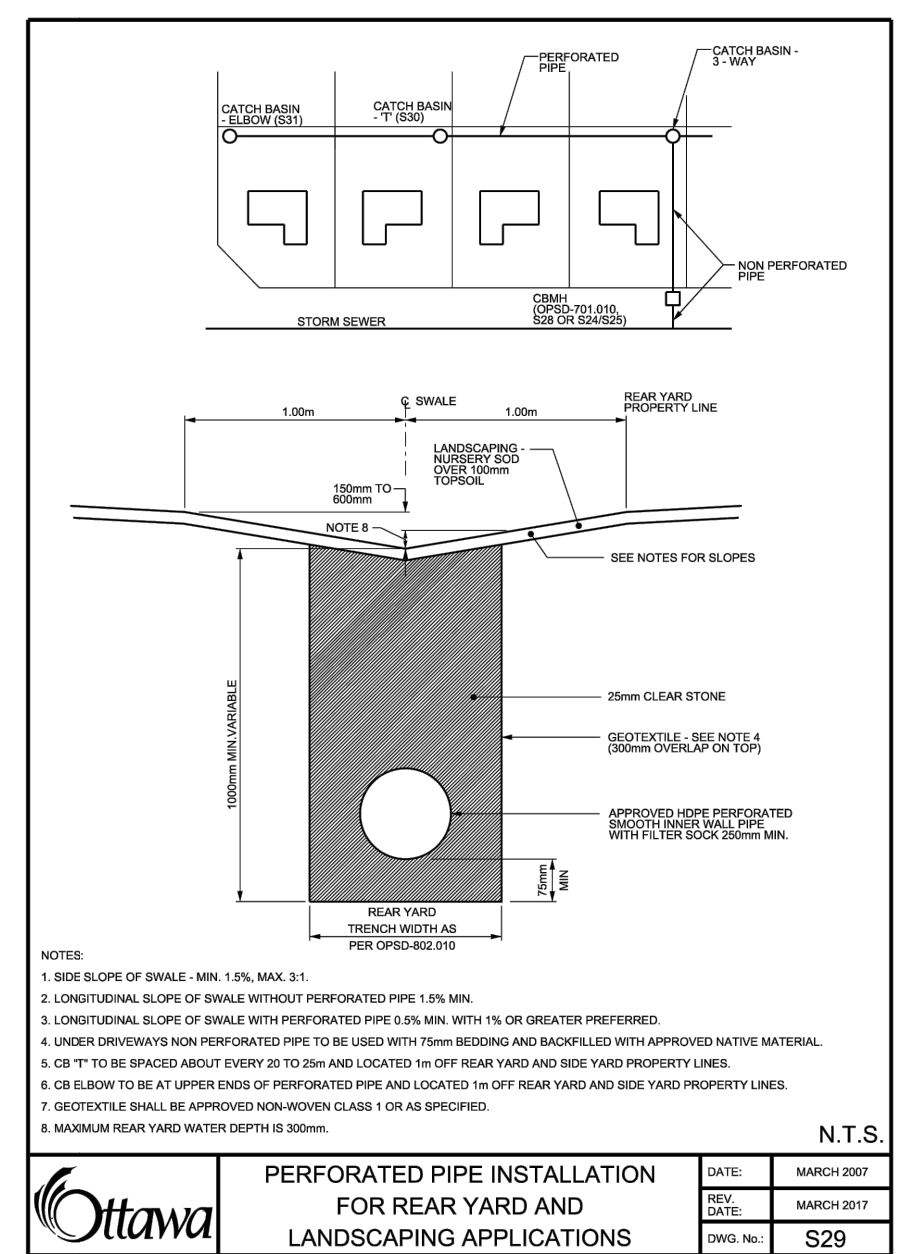 PERFORATED
PIPE
CATCH BASIN -
3 - WAY
CATCH BASIN
- ELBOW (S31)
CATCH BASIN
- 'T' (S30)
NON PERFORATED
PIPE
CBMH
(OPSD-701.010,
S28 OR S24/S25)
STORM SEWER
℄ SWALE
1.00m
1.00m
REAR YARD
PROPERTY LINE
LANDSCAPING -
NURSERY SOD
OVER 100mm
TOPSOIL
150mm TO
600mm
NOTE 8
SEE NOTES FOR SLOPES
1000mm MIN.VARIABLE
25mm CLEAR STONE
GEOTEXTILE - SEE NOTE 4
(300mm OVERLAP ON TOP)
APPROVED HDPE PERFORATED
SMOOTH INNER WALL PIPE
WITH FILTER SOCK 250mm MIN.
75mm
MIN
REAR YARD
TRENCH WIDTH AS
PER OPSD-802.010
NOTES:
1. SIDE SLOPE OF SWALE - MIN. 1.5%, MAX. 3:1.
2. LONGITUDINAL SLOPE OF SWALE WITHOUT PERFORATED PIPE 1.5% MIN.
3. LONGITUDINAL SLOPE OF SWALE WITH PERFORATED PIPE 0.5% MIN. WITH 1% OR GREATER PREFERRED.
4. UNDER DRIVEWAYS NON PERFORATED PIPE TO BE USED WITH 75mm BEDDING AND BACKFILLED WITH APPROVED NATIVE MATERIAL.
5. CB "T" TO BE SPACED ABOUT EVERY 20 TO 25m AND LOCATED 1m OFF REAR YARD AND SIDE YARD PROPERTY LINES.
6. CB ELBOW TO BE AT UPPER ENDS OF PERFORATED PIPE AND LOCATED 1m OFF REAR YARD AND SIDE YARD PROPERTY LINES.
7. GEOTEXTILE SHALL BE APPROVED NON-WOVEN CLASS 1 OR AS SPECIFIED.
8. MAXIMUM REAR YARD WATER DEPTH IS 300mm.
N.T.S.
Ottawa
PERFORATED PIPE INSTALLATION
FOR REAR YARD AND
LANDSCAPING APPLICATIONS
DATE: MARCH 2007
REV.
DATE: MARCH 2017
DWG. No.: S29